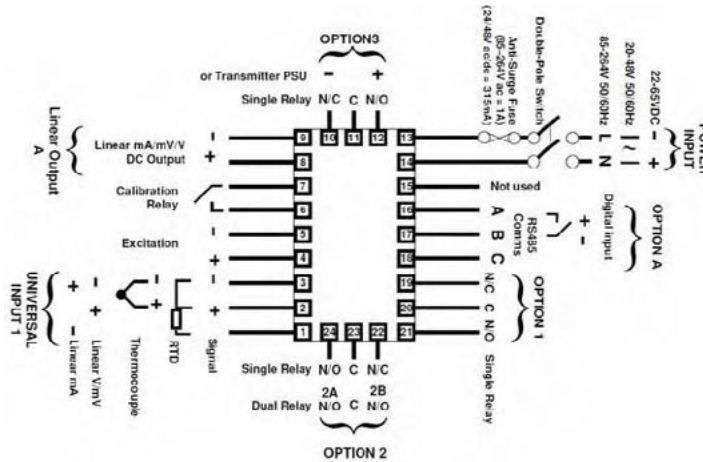 OPTION3
or Transmitter PSU - +
Single Relay N/C C N/O
Linear Output
A
Linear mA/mV/V
DC Output
- +
Calibration
Relay
Excitation
- +
UNIVERSAL
INPUT 1
+ - Linear mA
- + Linear V/mV
Thermocouple
- +
RTD
Signal
- +
9
8
7
6
5
4
3
2
1
10 11 12
13
14
15
16
17
18
19
20
21
24 23 22
(24/48V ac/dc = 315mA)
(85-264V ac = 1A)
Anti-Surge Fuse
Double-Pole Switch
85-264V 50/60Hz
L N
20-48V 50/60Hz
~
22-65VDC
- +
POWER
INPUT
Not used
A
B
C
RS485
Comms
+ -
Digital input
OPTION A
N/C
C
N/O
OPTION 1
Single Relay
Single Relay N/O C N/C
2A 2B
Dual Relay N/O C N/O
OPTION 2